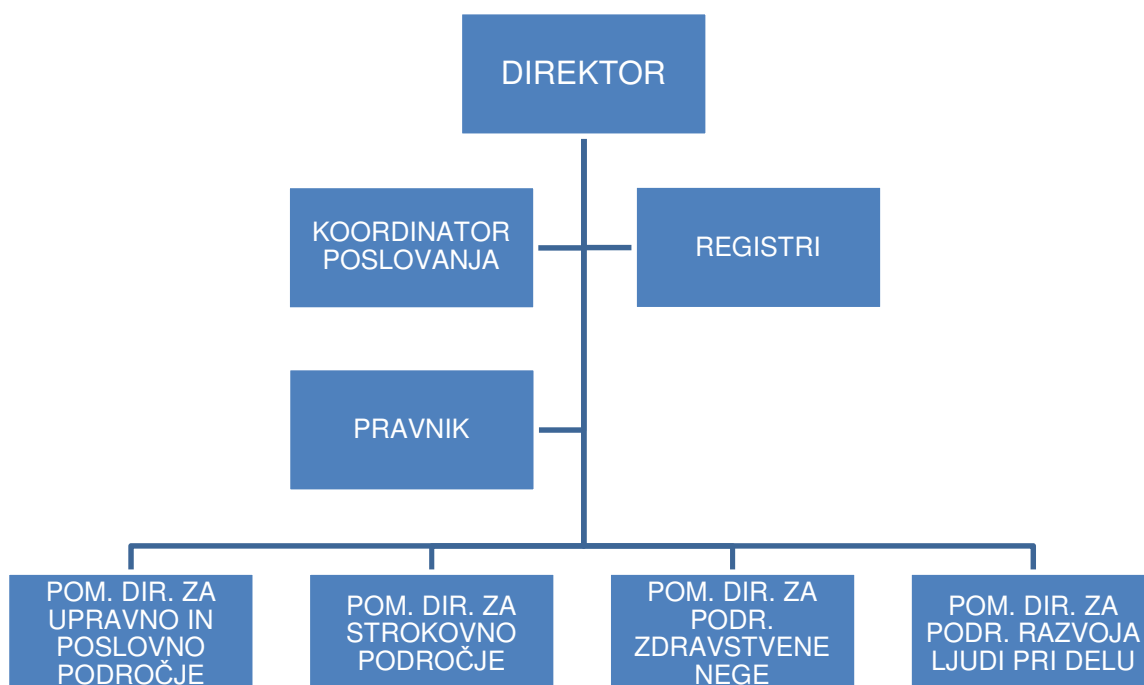 DIREKTOR
KOORDINATOR
POSLOVANJA
REGISTRI
PRAVNIK
POM. DIR. ZA
UPRAVNO IN
POSLOVNO
PODROČJE
POM. DIR. ZA
STROKOVNO
PODROČJE
POM. DIR. ZA
PODR.
ZDRAVSTVENE
NEGE
POM. DIR. ZA
PODR. RAZVOJA
LJUDI PRI DELU